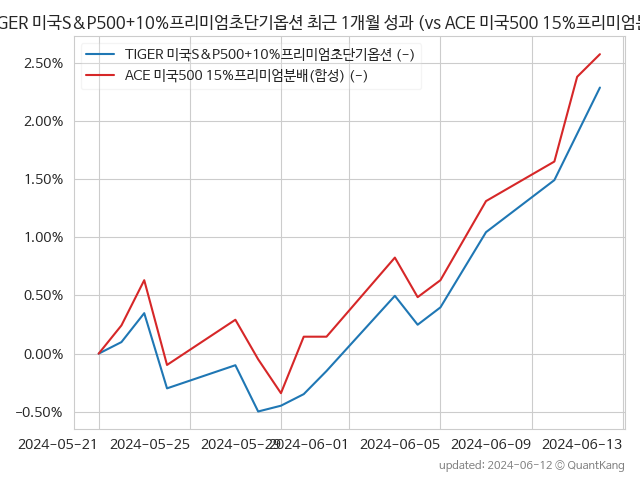 GER 미국S&P500+10%프리미엄초단기옵션 최근 1개월 성과 (vs ACE 미국500 15%프리미엄분
TIGER 미국S&P500+10%프리미엄초단기옵션 (-)
ACE 미국500 15%프리미엄분배(합성) (-)
2.50%
2.00%
1.50%
1.00%
0.50%
0.00%
-0.50%
2024-05-21 2024-05-25 2024-05-29 2024-06-01 2024-06-05 2024-06-09 2024-06-13
updated: 2024-06-12 © QuantKang